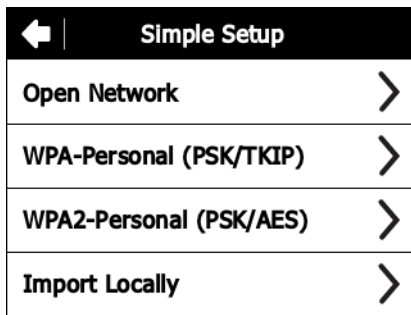 Simple Setup
Open Network
WPA-Personal (PSK/TKIP)
WPA2-Personal (PSK/AES)
Import Locally